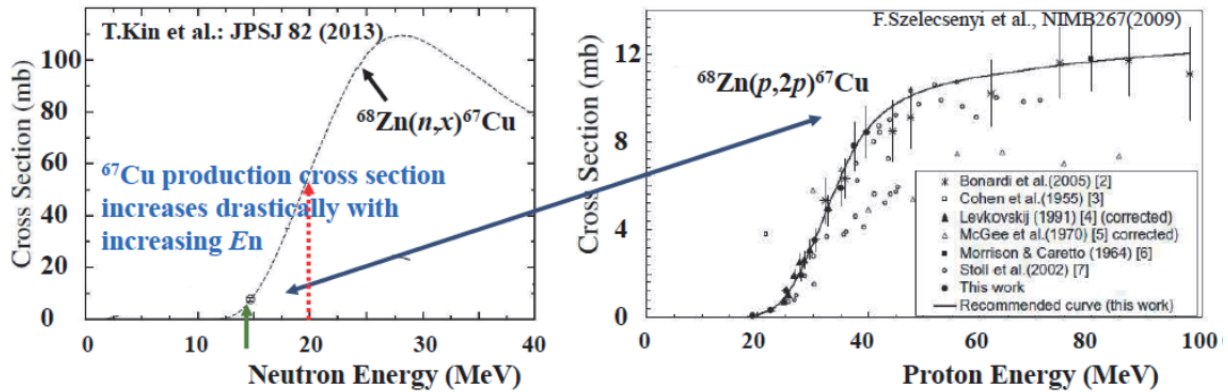 T.Kin et al.: JPSJ 82 (2013)
100
80
60
40
20
0
Cross Section (mb)
⁶⁸Zn(n,x)⁶⁷Cu
⁶⁷Cu production cross section
increases drastically with
increasing En
0 10 20 30 40
Neutron Energy (MeV)
F.Szelecsenyi et al., NIMB267(2009)
12
8
4
0
Cross Section (mb)
⁶⁸Zn(p,2p)⁶⁷Cu
Bonardi et al.(2005) [2]
Cohen et al.(1955) [3]
Levkovskij (1991) [4] (corrected)
McGee et al.(1970) [5] corrected)
Morrison & Caretto (1964) [6]
Stoll et al.(2002) [7]
This work
Recommended curve (this work)
0 20 40 60 80 100
Proton Energy (MeV)